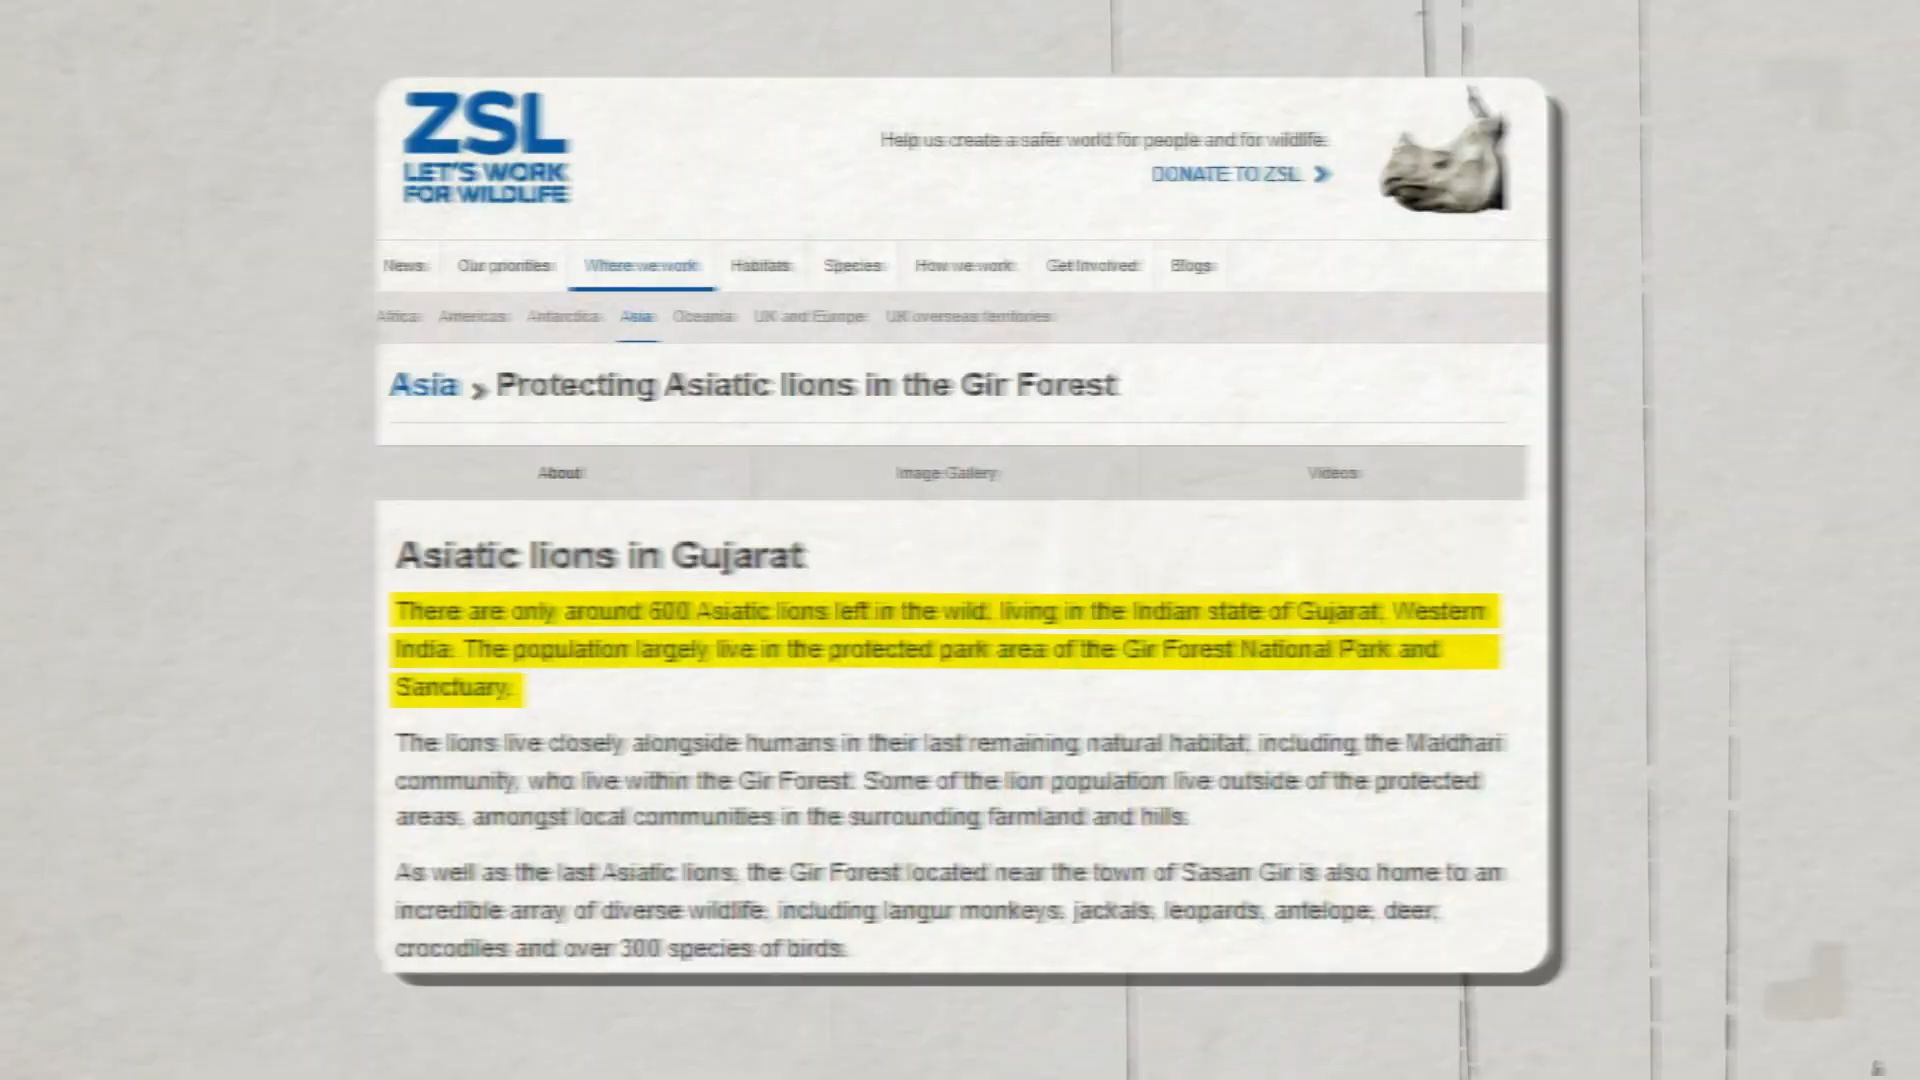 ZSL
LET'S WORK
FOR WILDLIFE
Help us create a safer world for people and for wildlife.
DONATE TO ZSL
News Our priorities Where we work Habitats Species How we work Get Involved Blogs
Africa Americas Antarctica Asia Oceania UK and Europe UK overseas territories
Asia > Protecting Asiatic lions in the Gir Forest
About Image Gallery Videos
Asiatic lions in Gujarat
There are only around 600 Asiatic lions left in the wild, living in the Indian state of Gujarat, Western
India. The population largely live in the protected park area of the Gir Forest National Park and
Sanctuary.
The lions live closely alongside humans in their last remaining natural habitat, including the Maldhari
community, who live within the Gir Forest. Some of the lion population live outside of the protected
areas, amongst local communities in the surrounding farmland and hills.
As well as the last Asiatic lions, the Gir Forest located near the town of Sasan Gir is also home to an
incredible array of diverse wildlife, including langur monkeys, jackals, leopards, antelope, deer,
crocodiles and over 300 species of birds.